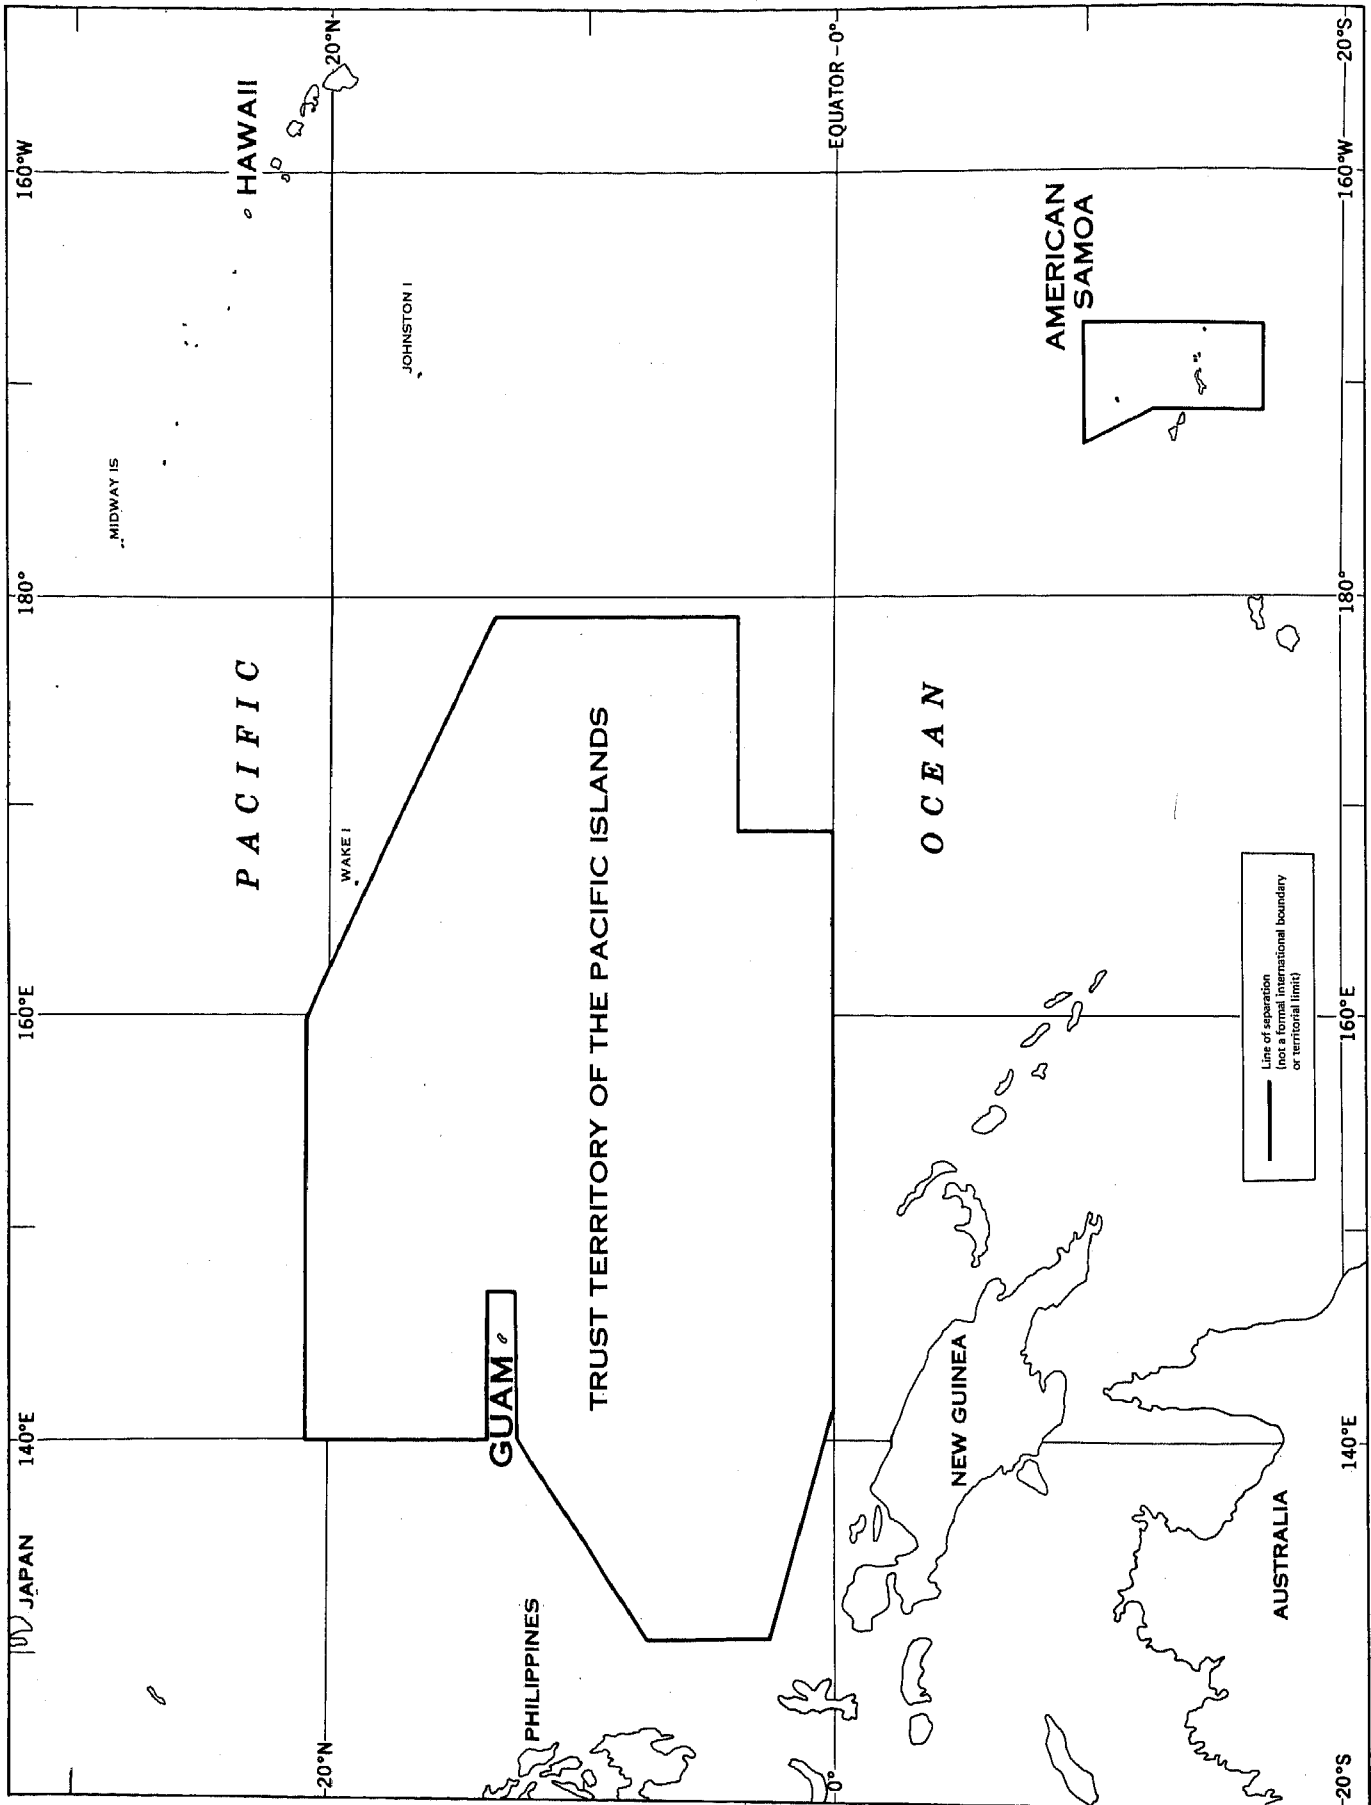 JAPAN
140°E
160°E
180°
160°W
MIDWAY IS
HAWAII
PACIFIC
20°N
20°N
WAKE I
JOHNSTON I
GUAM
PHILIPPINES
TRUST TERRITORY OF THE PACIFIC ISLANDS
0°
EQUATOR-0°
OCEAN
NEW GUINEA
AMERICAN
SAMOA
Line of separation
(not a formal international boundary
or territorial limit)
AUSTRALIA
20°S
140°E
160°E
180°
160°W
20°S